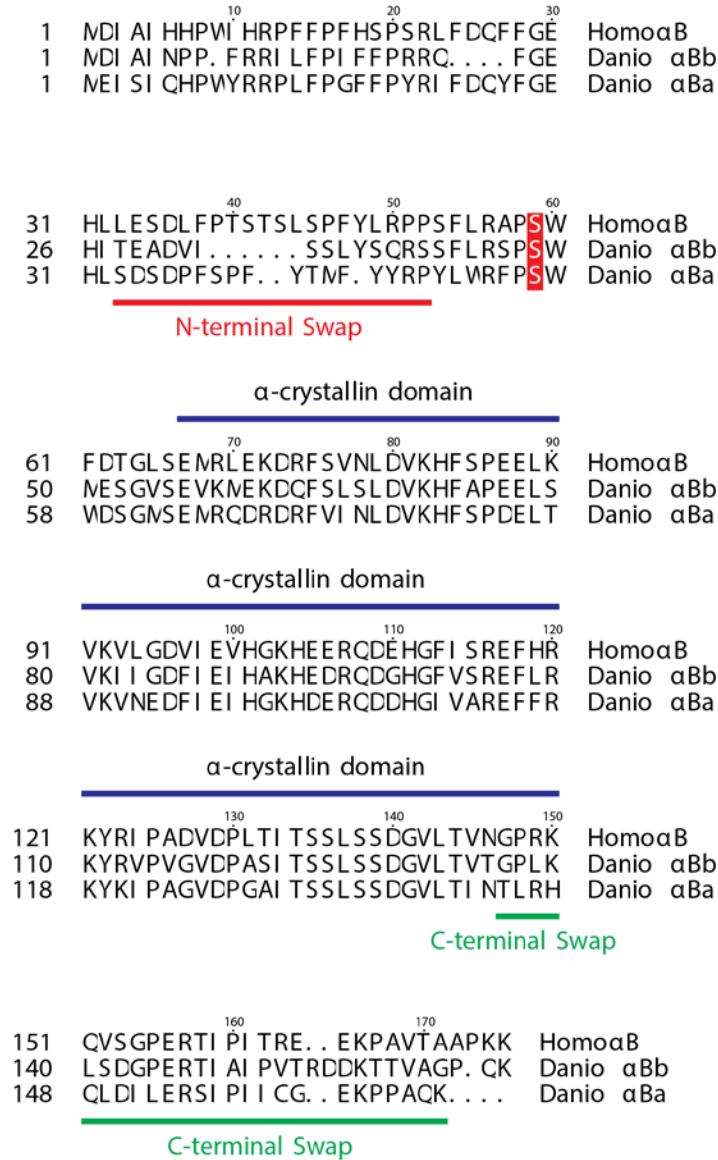 10 20 30
1 MDIAIHHPWIHRPFFPFHSPSRLFDQFFGE HomoαB
1 MDIAINPP.FRRILFPIFFPRRQ....FGE Danio αBb
1 MEISIQHPWYRRPLFPGFFPYRIFDQYFGE Danio αBa
40 50 60
31 HLLESDLFPTSTSLSPFYLRPPSFLRAPSW HomoαB
26 HITEADVI......SSLYSQRSSFLRSPSW Danio αBb
31 HLSDSDPFSPF..YTMF.YYRPYLWRFPSW Danio αBa
N-terminal Swap
α-crystallin domain
70 80 90
61 FDTGLSEMRLEKDRFSVNLDVKHFSPEELK HomoαB
50 MESGVSEVKMEKDQFSLSLDVKHFAPEELS Danio αBb
58 WDSGMSEMRQDRDRFVINLDVKHFSPDELT Danio αBa
α-crystallin domain
100 110 120
91 VKVLGDVIEVHGKHEERQDEHGFISREFHR HomoαB
80 VKIIGDFIEIHAKHEDRQDGHGFVSREFLR Danio αBb
88 VKVNEDFIEIHGKHDERQDDHGIVAREFFR Danio αBa
α-crystallin domain
130 140 150
121 KYRIPADVDPLTITSSLSSDGVLTVNGPRK HomoαB
110 KYRVPVGVDPASITSSLSSDGVLTVTGPLK Danio αBb
118 KYKIPAGVDPGAITSSLSSDGVLTINTLRH Danio αBa
C-terminal Swap
160 170
151 QVSGPERTIPITRE..EKPAVTAAPKK HomoαB
140 LSDGPERTIAIPVTRDDKTTVAGP.QK Danio αBb
148 QLDILERSIPIICG..EKPPAQK.... Danio αBa
C-terminal Swap